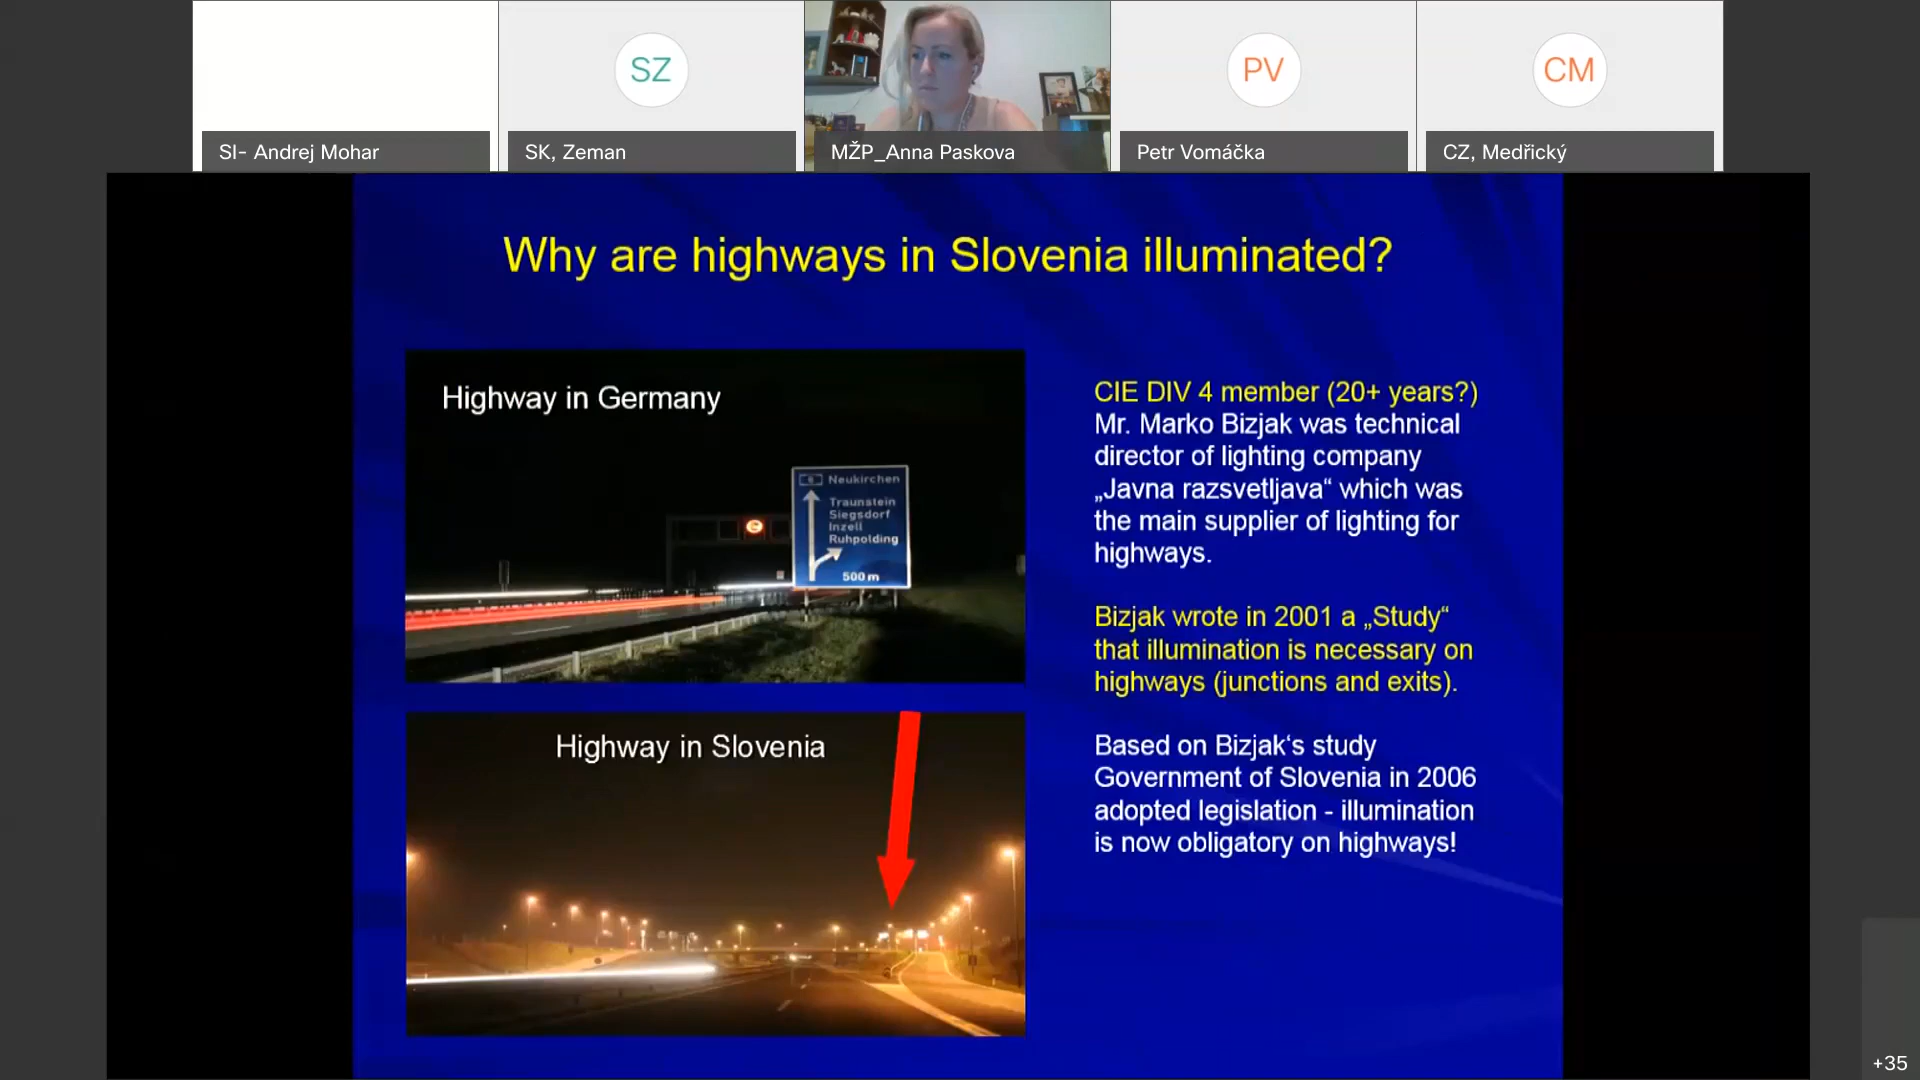 SZ
PV
CM
SI- Andrej Mohar
SK, Zeman
MŽP_Anna Paskova
Petr Vomáčka
CZ, Medřický
Why are highways in Slovenia illuminated?
Highway in Germany
Neukirchen
Traunstein
Siegsdorf
Inzell
Ruhpolding
500 m
Highway in Slovenia
CIE DIV 4 member (20+ years?)
Mr. Marko Bizjak was technical
director of lighting company
„Javna razsvetljava“ which was
the main supplier of lighting for
highways.
Bizjak wrote in 2001 a „Study“
that illumination is necessary on
highways (junctions and exits).
Based on Bizjak‘s study
Government of Slovenia in 2006
adopted legislation - illumination
is now obligatory on highways!
+35